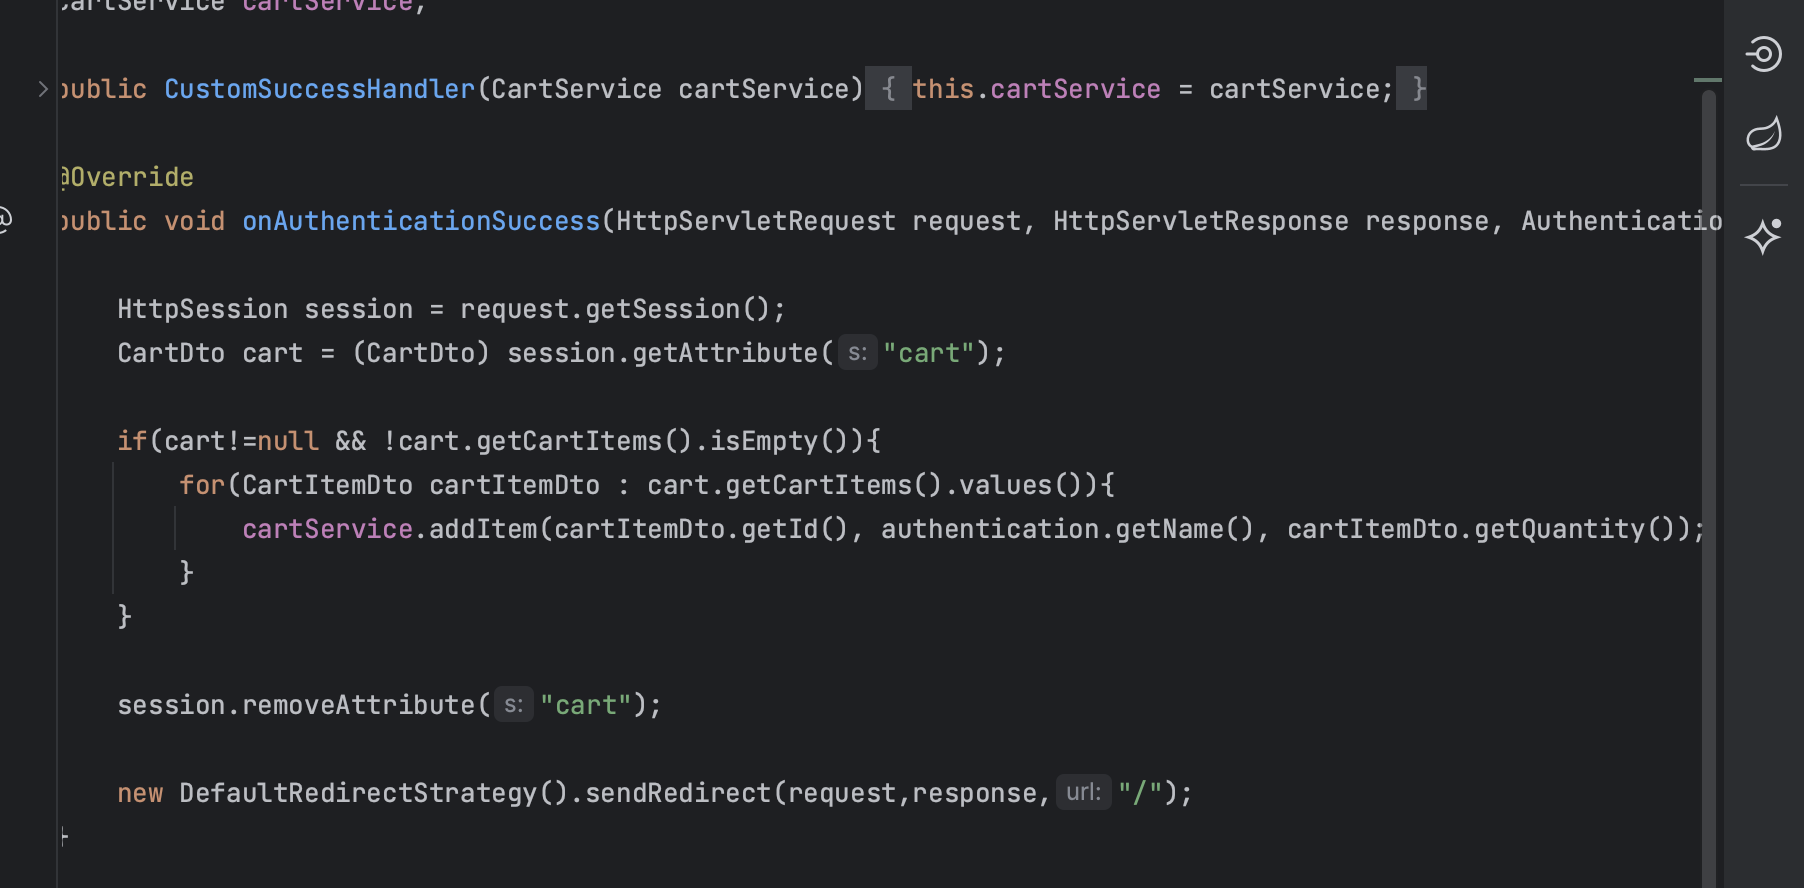 CartService cartService;
public CustomSuccessHandler(CartService cartService) { this.cartService = cartService; }
@Override
public void onAuthenticationSuccess(HttpServletRequest request, HttpServletResponse response, Authenticatio
HttpSession session = request.getSession();
CartDto cart = (CartDto) session.getAttribute( s: "cart");
if(cart!=null && !cart.getCartItems().isEmpty()){
for(CartItemDto cartItemDto : cart.getCartItems().values()){
cartService.addItem(cartItemDto.getId(), authentication.getName(), cartItemDto.getQuantity());
}
}
session.removeAttribute( s: "cart");
new DefaultRedirectStrategy().sendRedirect(request,response, url: "/");
}